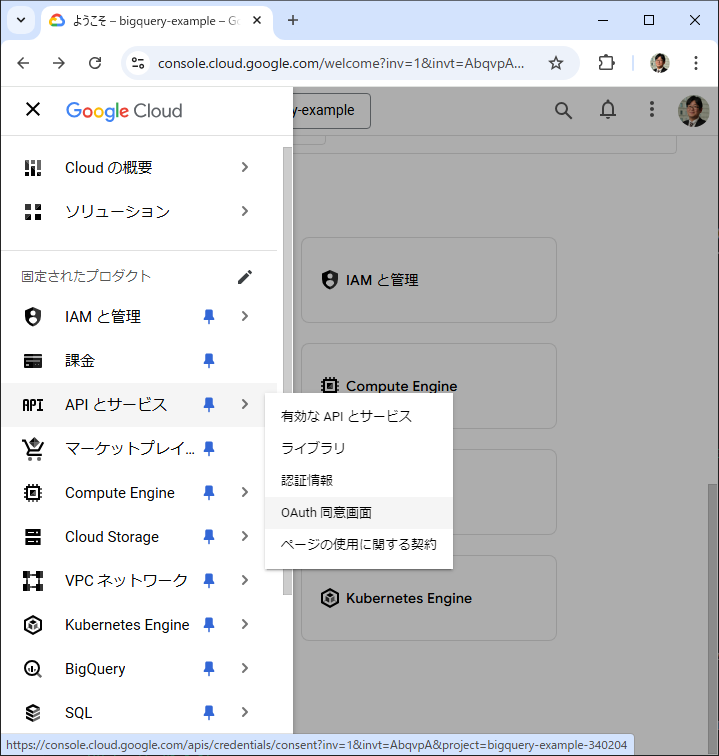 ようこそ – bigquery-example – Go
console.cloud.google.com/welcome?inv=1&invt=AbqvpA...
Google Cloud
y-example
Cloud の概要
ソリューション
固定されたプロダクト
IAM と管理
課金
API API とサービス
マーケットプレイ...
Compute Engine
Cloud Storage
VPC ネットワーク
Kubernetes Engine
BigQuery
SQL
有効な API とサービス
ライブラリ
認証情報
OAuth 同意画面
ページの使用に関する契約
IAM と管理
Compute Engine
Kubernetes Engine
https://console.cloud.google.com/apis/credentials/consent?inv=1&invt=AbqvpA&project=bigquery-example-340204